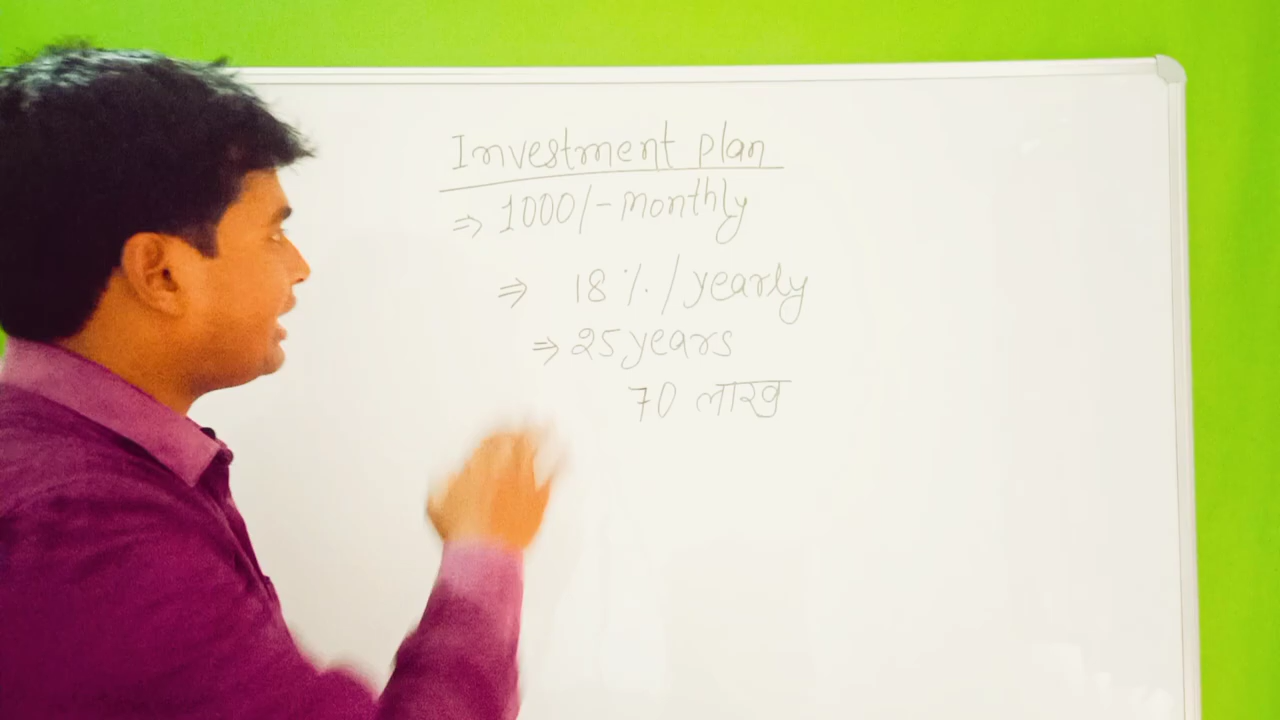 Investment plan
⇒ 1000/- monthly
⇒ 18 %/yearly
⇒ 25 years
70 लाख